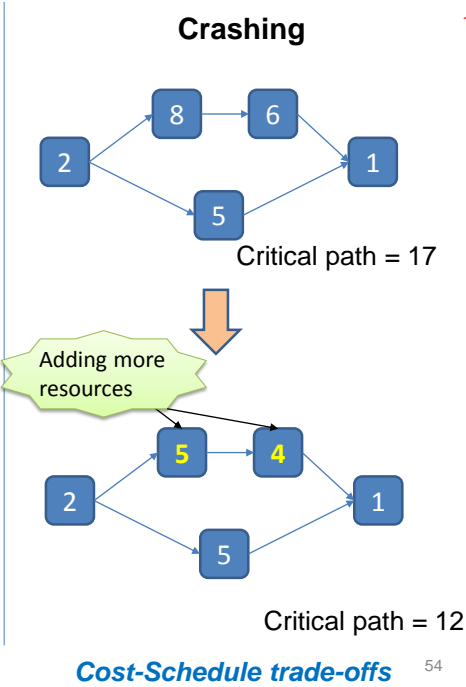 Crashing
8
6
2
1
5
Critical path = 17
Adding more
resources
5
4
2
1
5
Critical path = 12
Cost-Schedule trade-offs
54